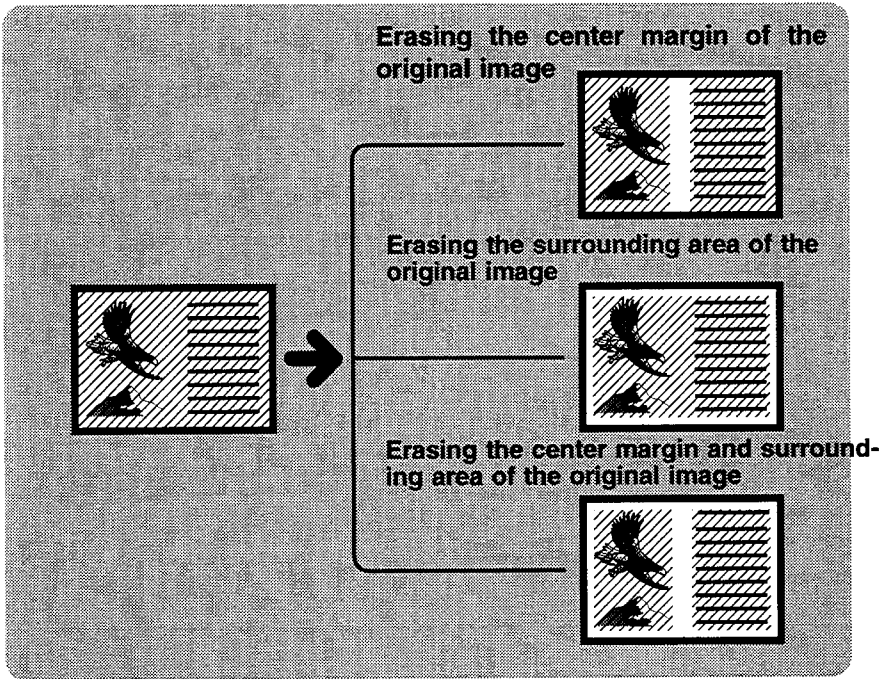 Erasing the center margin of the
original image
Erasing the surrounding area of the
original image
Erasing the center margin and surround-
ing area of the original image